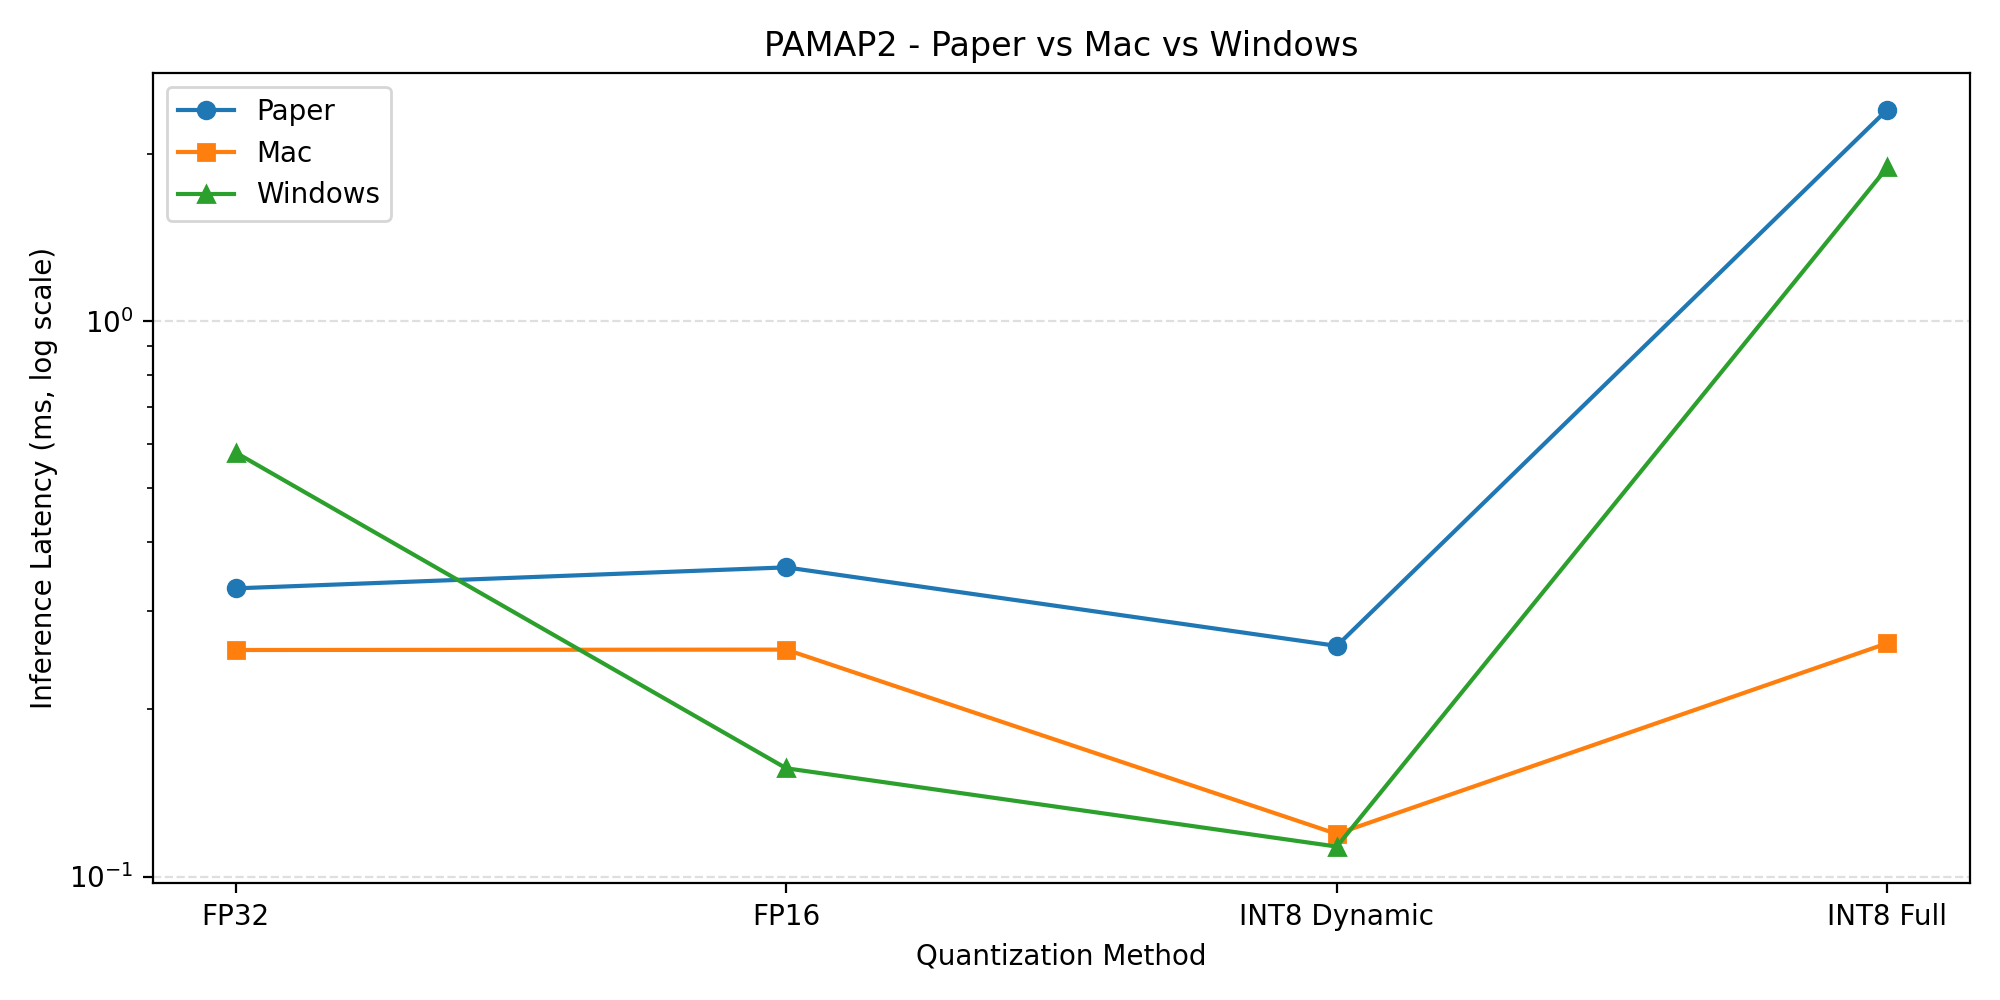 PAMAP2 - Paper vs Mac vs Windows
Paper
Mac
Windows
Inference Latency (ms, log scale)
10⁰
10⁻¹
FP32
FP16
INT8 Dynamic
INT8 Full
Quantization Method